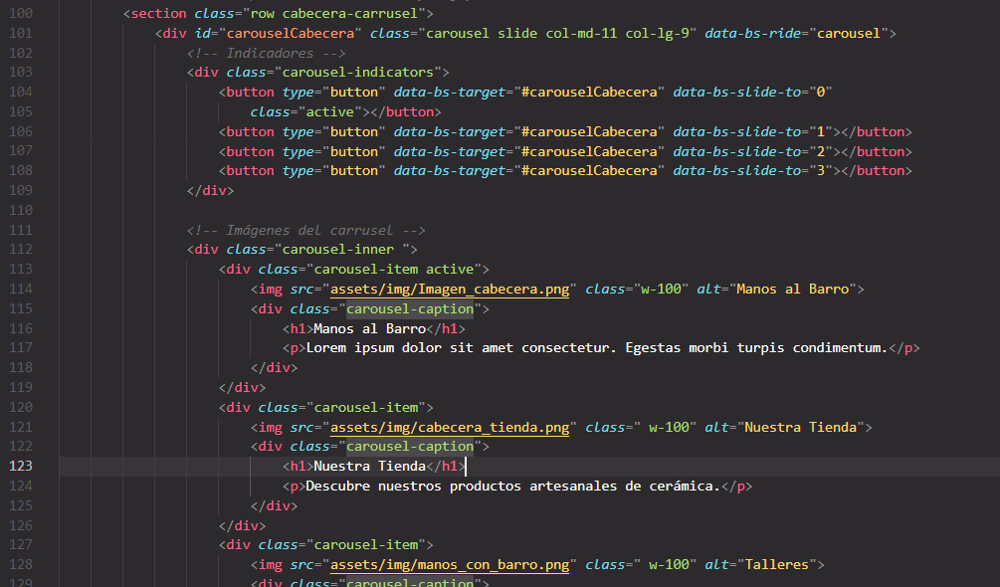 100 <section class="row cabecera-carrusel">
101 <div id="carouselCabecera" class="carousel slide col-md-11 col-lg-9" data-bs-ride="carousel">
102 <!-- Indicadores -->
103 <div class="carousel-indicators">
104 <button type="button" data-bs-target="#carouselCabecera" data-bs-slide-to="0"
105 class="active"></button>
106 <button type="button" data-bs-target="#carouselCabecera" data-bs-slide-to="1"></button>
107 <button type="button" data-bs-target="#carouselCabecera" data-bs-slide-to="2"></button>
108 <button type="button" data-bs-target="#carouselCabecera" data-bs-slide-to="3"></button>
109 </div>
110
111 <!-- Imágenes del carrusel -->
112 <div class="carousel-inner ">
113 <div class="carousel-item active">
114 <img src="assets/img/Imagen_cabecera.png" class="w-100" alt="Manos al Barro">
115 <div class="carousel-caption">
116 <h1>Manos al Barro</h1>
117 <p>Lorem ipsum dolor sit amet consectetur. Egestas morbi turpis condimentum.</p>
118 </div>
119 </div>
120 <div class="carousel-item">
121 <img src="assets/img/cabecera_tienda.png" class=" w-100" alt="Nuestra Tienda">
122 <div class="carousel-caption">
123 <h1>Nuestra Tienda</h1>
124 <p>Descubre nuestros productos artesanales de cerámica.</p>
125 </div>
126 </div>
127 <div class="carousel-item">
128 <img src="assets/img/manos_con_barro.png" class=" w-100" alt="Talleres">
129 <div class="carousel-caption">